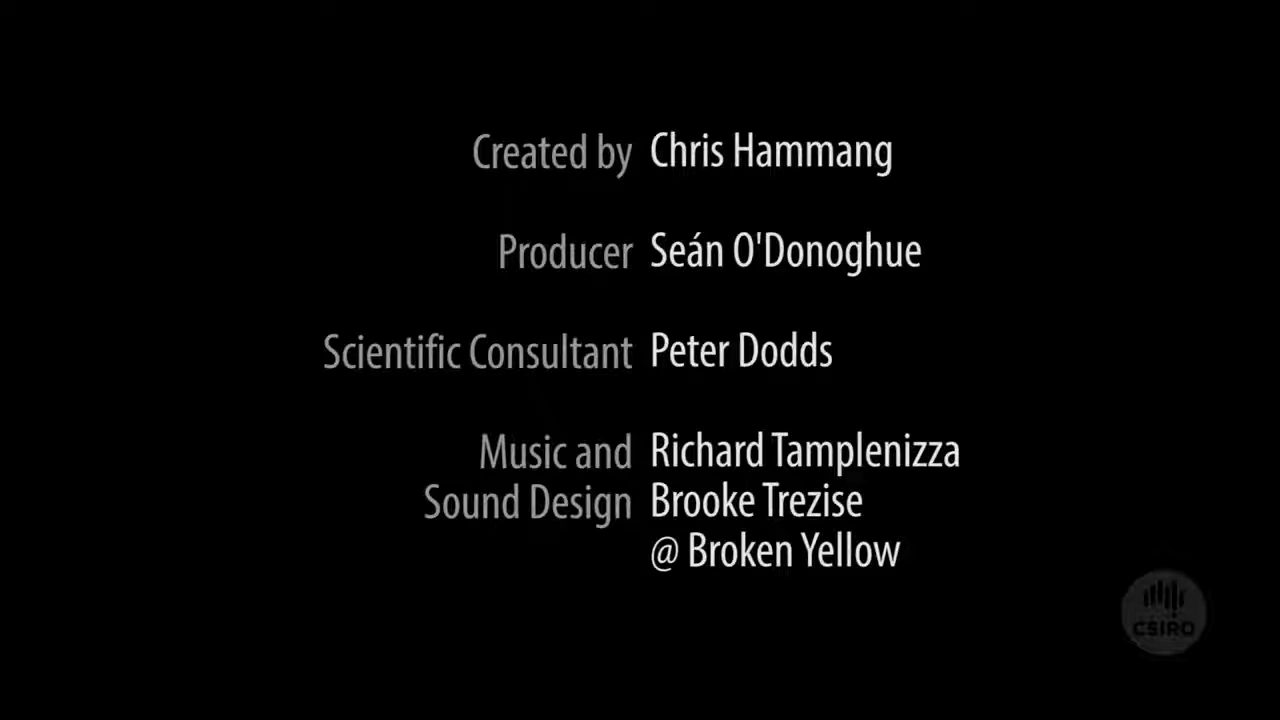 Created by Chris Hammang
Producer Seán O'Donoghue
Scientific Consultant Peter Dodds
Music and Richard Tamplenizza
Sound Design Brooke Trezise
@ Broken Yellow
CSIRO